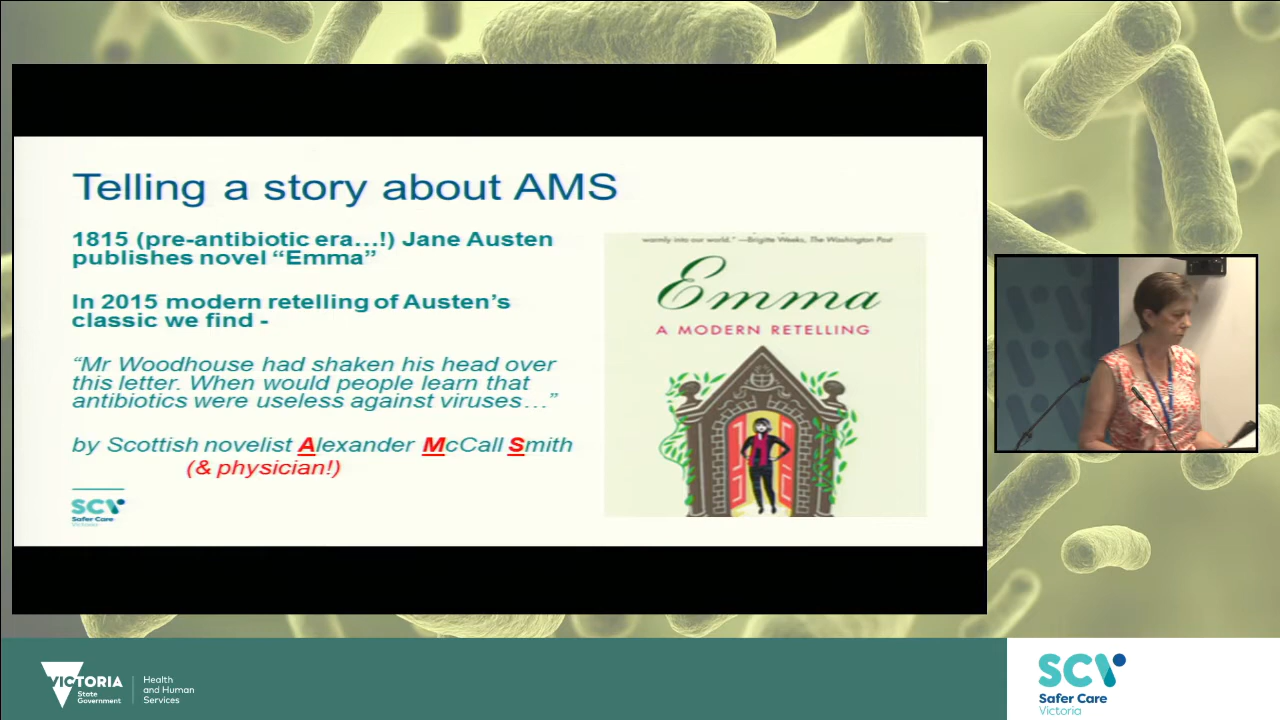 Telling a story about AMS
1815 (pre-antibiotic era...!) Jane Austen
publishes novel “Emma”
In 2015 modern retelling of Austen’s
classic we find -
“Mr Woodhouse had shaken his head over
this letter. When would people learn that
antibiotics were useless against viruses…”
by Scottish novelist Alexander McCall Smith
(& physician!)
SCV
Safer Care
Victoria
warmly into our world.” —Brigitte Weeks, The Washington Post
Emma
A MODERN RETELLING
VICTORIA
State
Government
Health
and Human
Services
SCV
Safer Care
Victoria